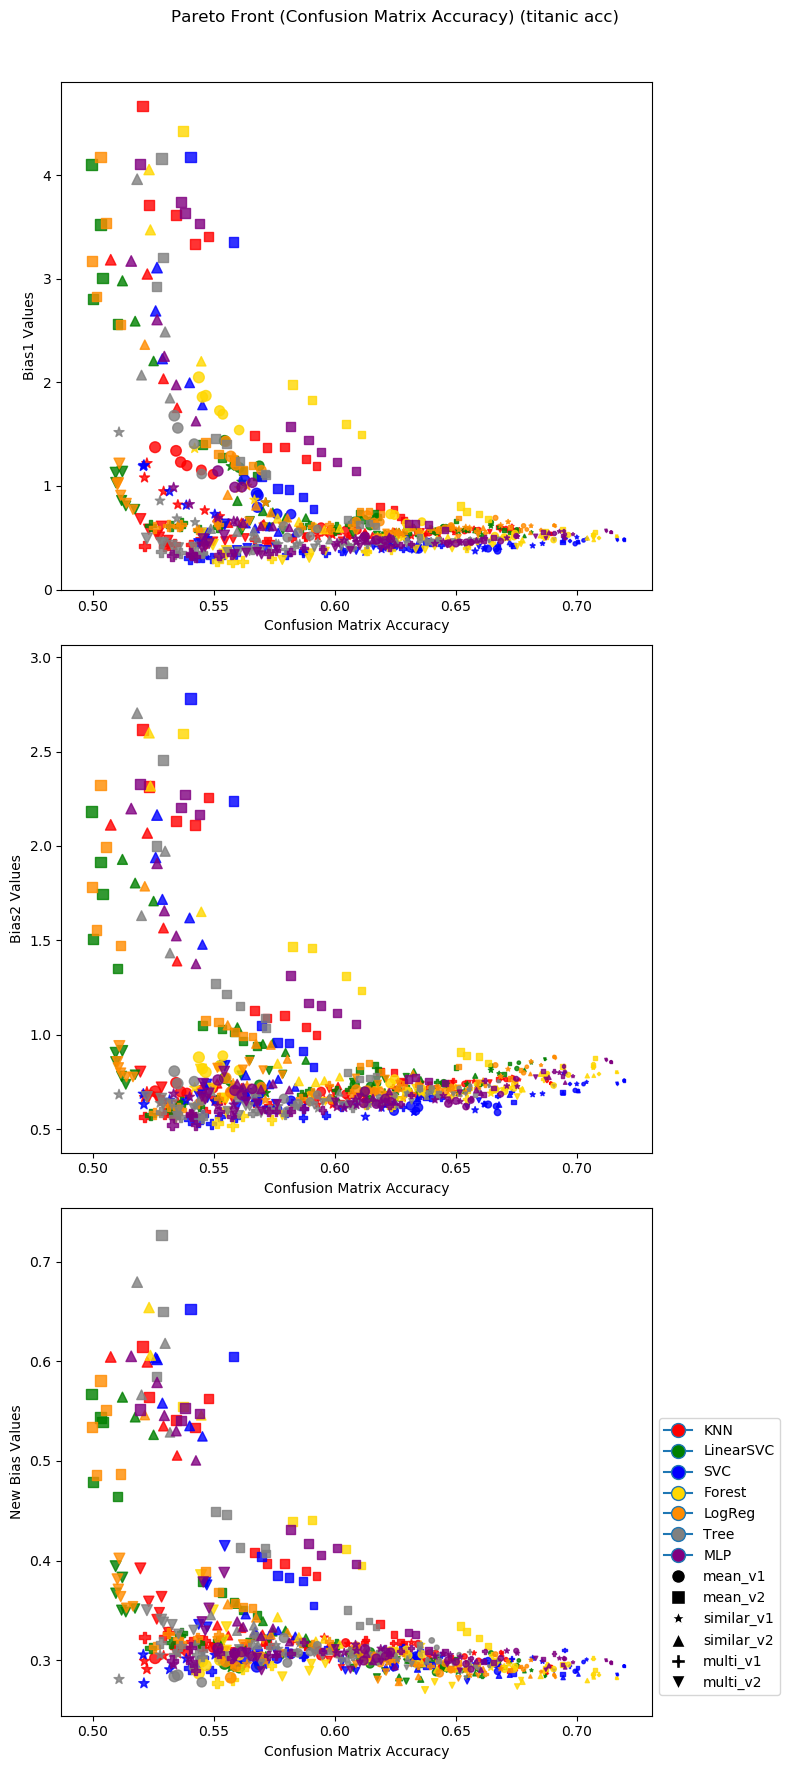 Pareto Front (Confusion Matrix Accuracy) (titanic acc)
4
3
2
1
0
Bias1 Values
0.50 0.55 0.60 0.65 0.70
Confusion Matrix Accuracy
3.0
2.5
2.0
1.5
1.0
0.5
Bias2 Values
0.50 0.55 0.60 0.65 0.70
Confusion Matrix Accuracy
0.7
0.6
0.5
0.4
0.3
New Bias Values
0.50 0.55 0.60 0.65 0.70
Confusion Matrix Accuracy
KNN
LinearSVC
SVC
Forest
LogReg
Tree
MLP
mean_v1
mean_v2
similar_v1
similar_v2
multi_v1
multi_v2